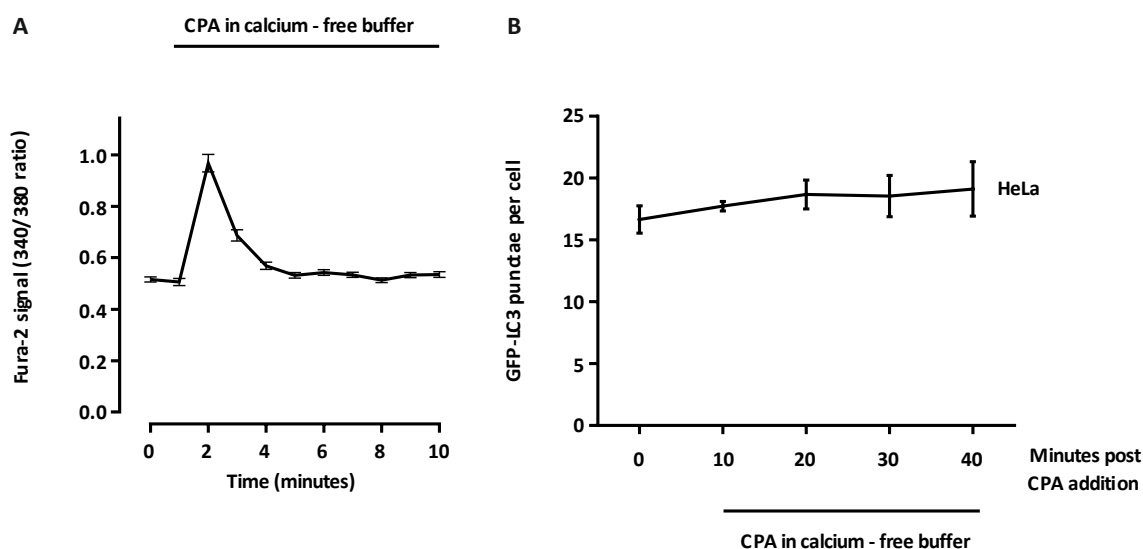 A
CPA in calcium - free buffer
Fura-2 signal (340/380 ratio)
1.0
0.8
0.6
0.4
0.2
0.0
0 2 4 6 8 10
Time (minutes)
B
GFP-LC3 punctae per cell
25
20
15
10
5
0
HeLa
0 10 20 30 40
Minutes post
CPA addition
CPA in calcium - free buffer